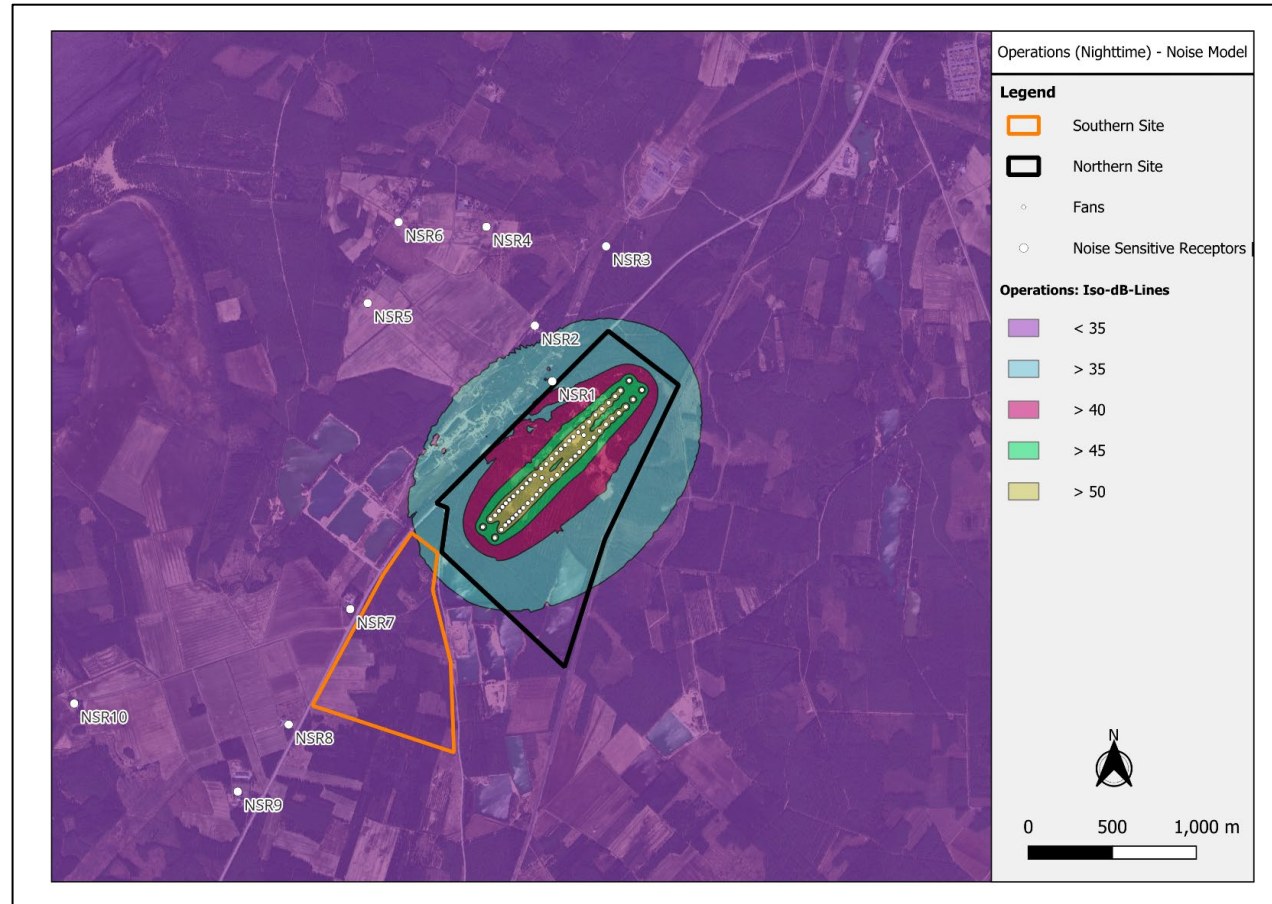 Operations (Nighttime) - Noise Model
Legend
Southern Site
Northern Site
Fans
Noise Sensitive Receptors
Operations: Iso-dB-Lines
< 35
> 35
> 40
> 45
> 50
N
0 500 1,000 m
NSR6
NSR4
NSR3
NSR5
NSR2
NSR1
NSR7
NSR10
NSR8
NSR9